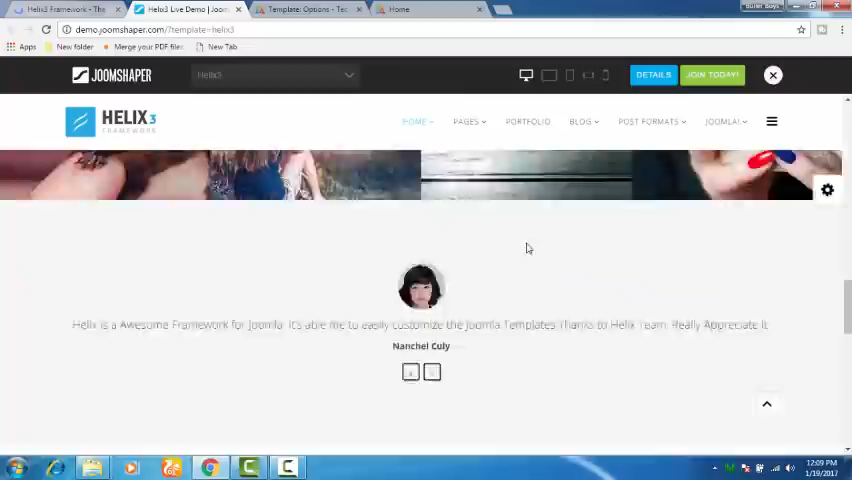 Bullet Boys
Helix3 Framework - The
Helix3 Live Demo | Joom
Template: Options - Tec
Home
demo.joomshaper.com/?template=helix3
Apps
New folder
Merge your PDF files
New Tab
JOOMSHAPER
Helix3
DETAILS
JOIN TODAY!
HELIX3
FRAMEWORK
HOME
PAGES
PORTFOLIO
BLOG
POST FORMATS
JOOMLA!
Helix is a Awesome Framework for Joomla. It's able me to easily customize the Joomla Templates.Thanks to Helix Team. Really Appreciate It.
Nanchel Culy
12:09 PM
1/19/2017